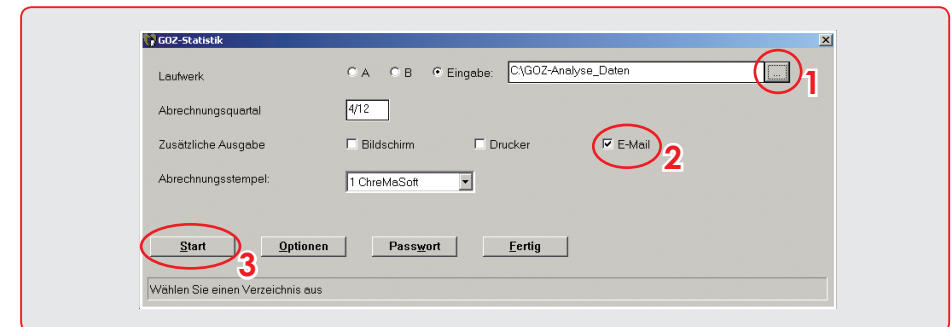 GOZ-Statistik
Laufwerk A B Eingabe: C:\GOZ-Analyse_Daten ... 1
Abrechnungsquartal 4/12
Zusätzliche Ausgabe Bildschirm Drucker E-Mail 2
Abrechnungsstempel: 1 ChreMaSoft
Start Optionen Passwort Fertig
3
Wählen Sie einen Verzeichnis aus